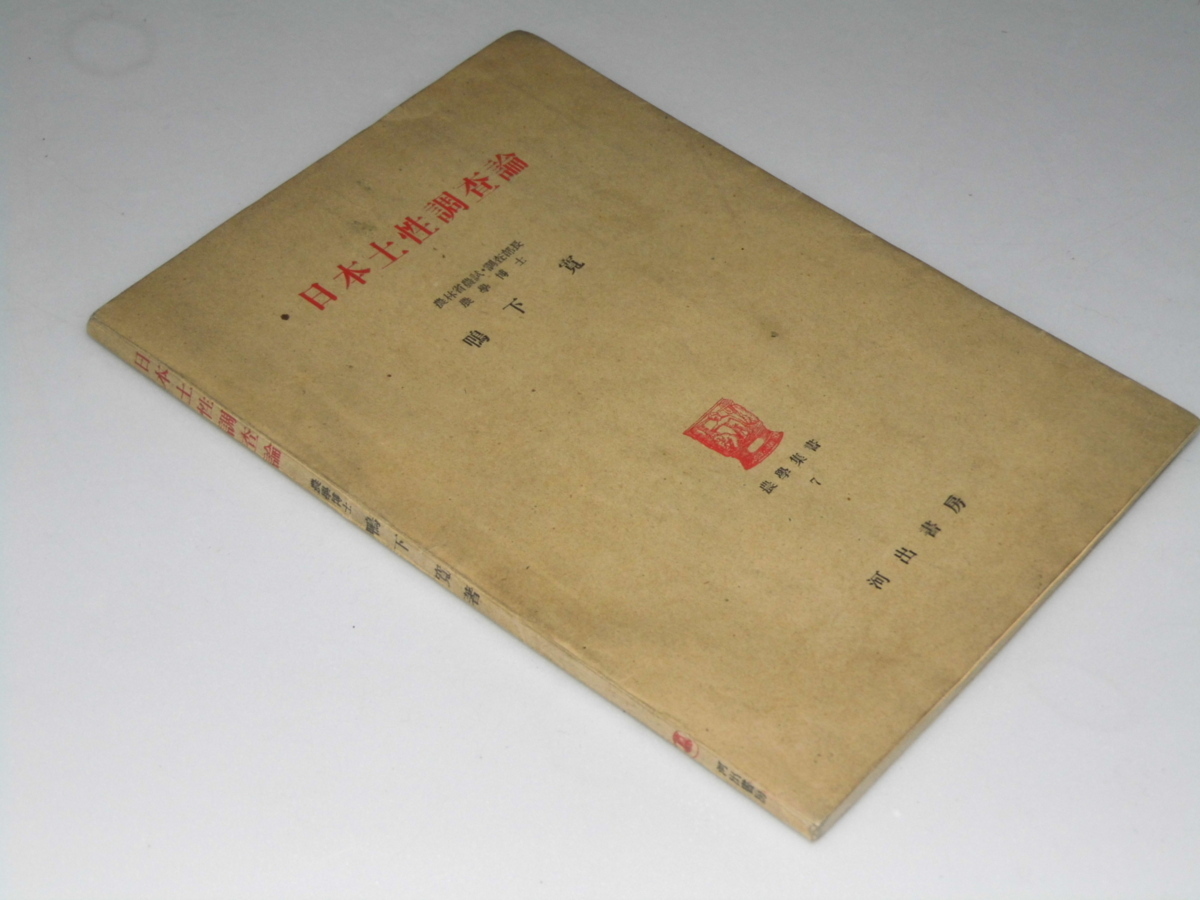 日本土性調査論
農林省農試・調査部長
農學博士
鴨下 寛
農學集書
7
河出書房
日本土性調査論 農學博士 鴨下 寛 著
河出書房